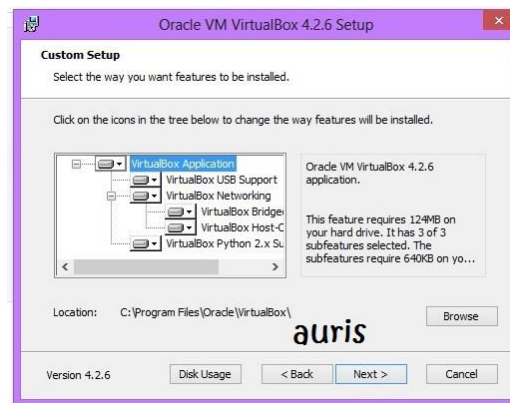 Oracle VM VirtualBox 4.2.6 Setup
Custom Setup
Select the way you want features to be installed.
Click on the icons in the tree below to change the way features will be installed.
VirtualBox Application
VirtualBox USB Support
VirtualBox Networking
VirtualBox Bridge
VirtualBox Host-C
VirtualBox Python 2.x Su
Oracle VM VirtualBox 4.2.6
application.
This feature requires 124MB on
your hard drive. It has 3 of 3
subfeatures selected. The
subfeatures require 640KB on yo...
Location: C:\Program Files\Oracle\VirtualBox\
Browse
auris
Version 4.2.6
Disk Usage
< Back
Next >
Cancel